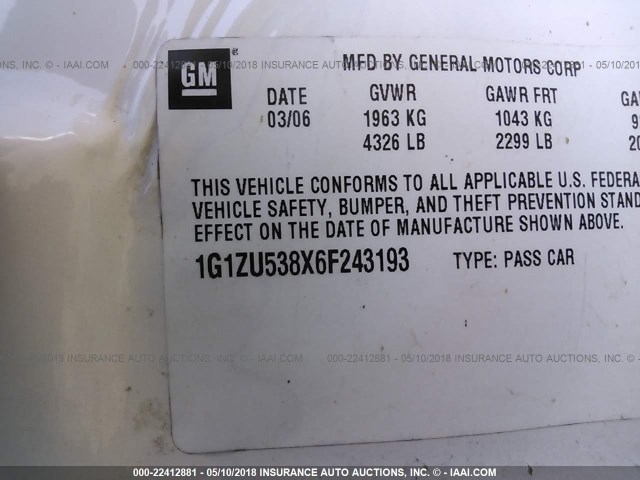 GM
MFD BY GENERAL MOTORS CORP
DATE GVWR GAWR FRT
03/06 1963 KG 1043 KG
4326 LB 2299 LB
THIS VEHICLE CONFORMS TO ALL APPLICABLE U.S. FEDERA
VEHICLE SAFETY, BUMPER, AND THEFT PREVENTION STAND
EFFECT ON THE DATE OF MANUFACTURE SHOWN ABOVE.
1G1ZU538X6F243193 TYPE: PASS CAR
000-22412881 - 05/10/2018 INSURANCE AUTO AUCTIONS, INC. - © IAAI.COM